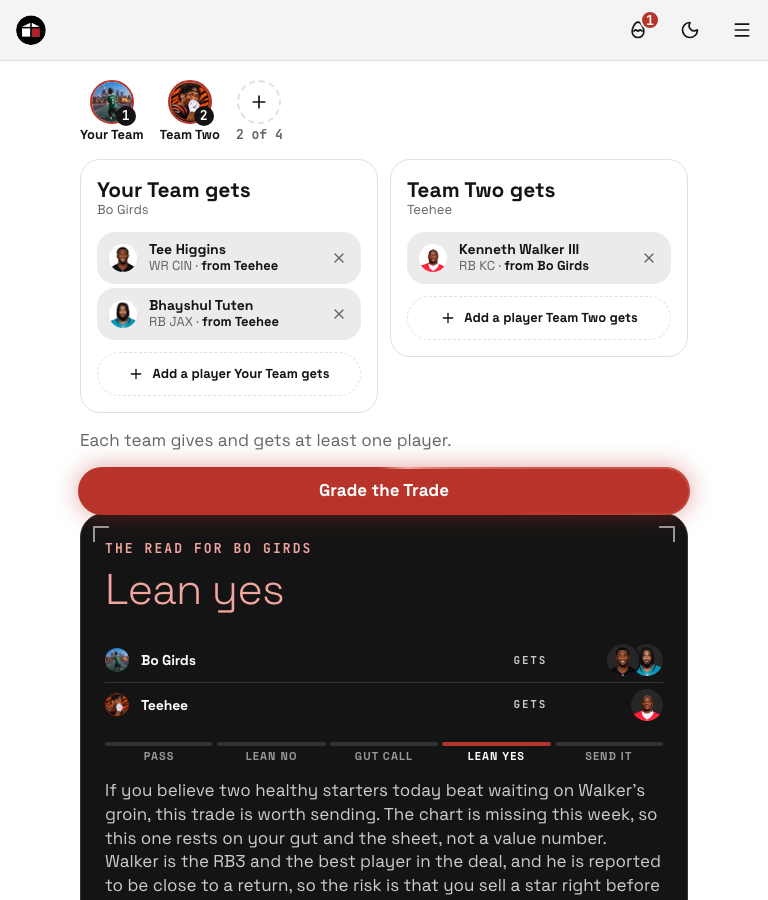 1
1
2
Your Team
Team Two
2 of 4
Your Team gets
Bo Girds
Tee Higgins
WR CIN · from Teehee
Bhayshul Tuten
RB JAX · from Teehee
Add a player Your Team gets
Team Two gets
Teehee
Kenneth Walker III
RB KC · from Bo Girds
Add a player Team Two gets
Each team gives and gets at least one player.
Grade the Trade
THE READ FOR BO GIRDS
Lean yes
Bo Girds GETS
Teehee GETS
PASS LEAN NO GUT CALL LEAN YES SEND IT
If you believe two healthy starters today beat waiting on Walker's
groin, this trade is worth sending. The chart is missing this week, so
this one rests on your gut and the sheet, not a value number.
Walker is the RB3 and the best player in the deal, and he is reported
to be close to a return, so the risk is that you sell a star right before